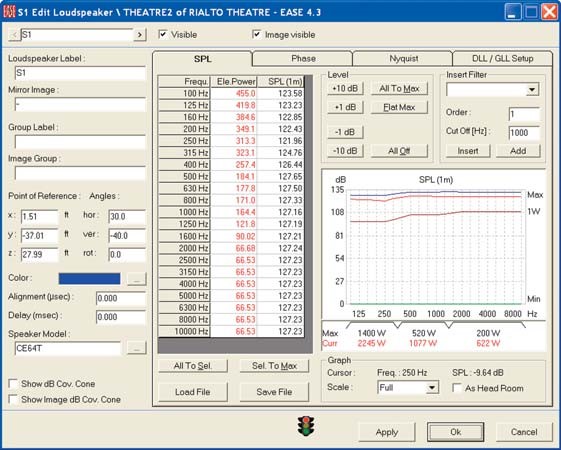 EASE S1 Edit Loudspeaker \ THEATRE2 of RIALTO THEATRE - EASE 4.3
< S1 > Visible Image visible
Loudspeaker Label :
S1
Mirror Image :
-
Group Label :
Image Group :
Point of Reference : Angles :
x : 1.51 ft hor: 30.0
y : -37.01 ft ver: -40.0
z : 27.99 ft rot: 0.0
Color : ...
Alignment (µsec) : 0.000
Delay (msec) : 0.000
Speaker Model :
CE64T ...
Show dB Cov. Cone
Show Image dB Cov. Cone
SPL Phase Nyquist DLL / GLL Setup
Frequ. Ele.Power SPL (1m)
100 Hz 455.0 123.58
125 Hz 419.8 123.23
160 Hz 384.6 122.85
200 Hz 349.1 122.43
250 Hz 313.3 121.96
315 Hz 323.1 124.76
400 Hz 257.4 126.44
500 Hz 184.1 127.65
630 Hz 177.8 127.50
800 Hz 171.0 127.33
1000 Hz 164.4 127.16
1250 Hz 121.8 127.19
1600 Hz 90.02 127.21
2000 Hz 66.68 127.24
2500 Hz 66.53 127.23
3150 Hz 66.53 127.23
4000 Hz 66.53 127.23
5000 Hz 66.53 127.23
6300 Hz 66.53 127.23
8000 Hz 66.53 127.23
10000 Hz 66.53 127.23
All To Sel. Sel. To Max
Load File Save File
Level
+10 dB All To Max
+1 dB Flat Max
-1 dB
-10 dB All Off
Insert Filter
Order : 1
Cut Off [Hz] : 1000
Insert Add
dB SPL (1m)
135 Max
108 1W
81
54
27
0 Min
125 250 500 1000 2000 4000 8000 Hz
Max 1400 W 520 W 200 W
Curr 2245 W 1077 W 622 W
Graph
Cursor : Freq. : 250 Hz SPL : -9.64 dB
Scale : Full As Head Room
Apply Ok Cancel